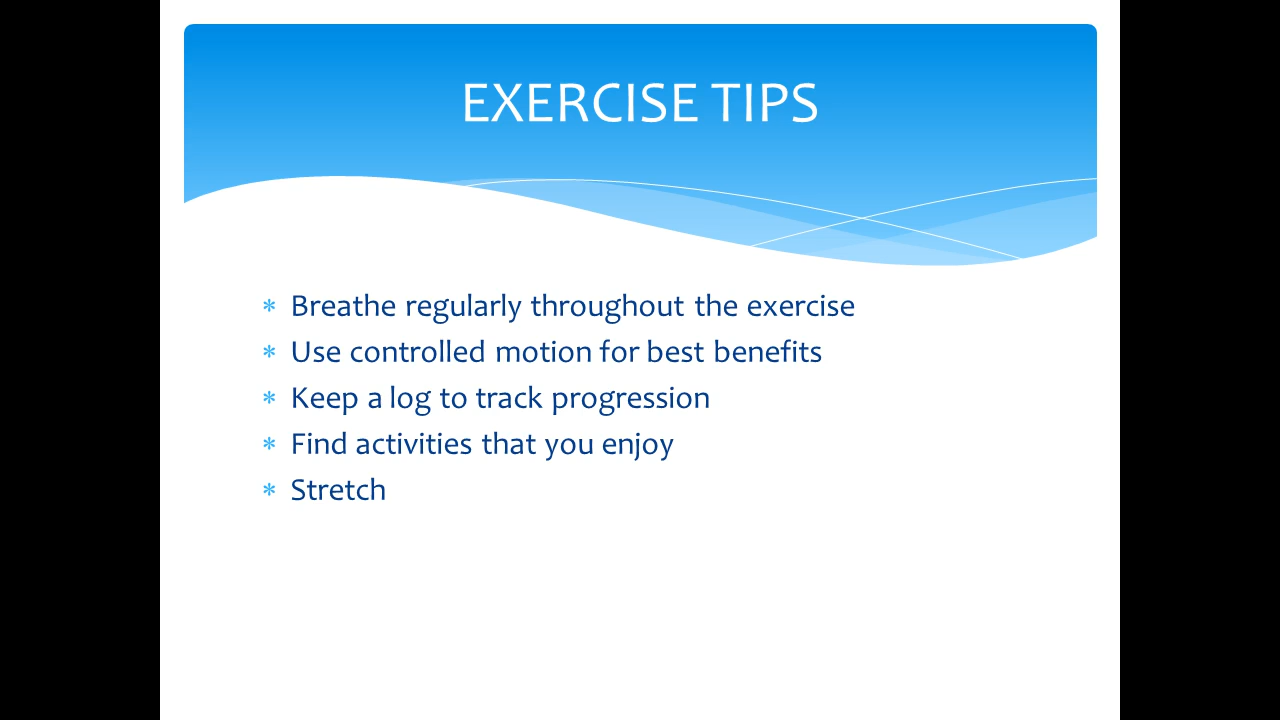 EXERCISE TIPS
* Breathe regularly throughout the exercise
* Use controlled motion for best benefits
* Keep a log to track progression
* Find activities that you enjoy
* Stretch